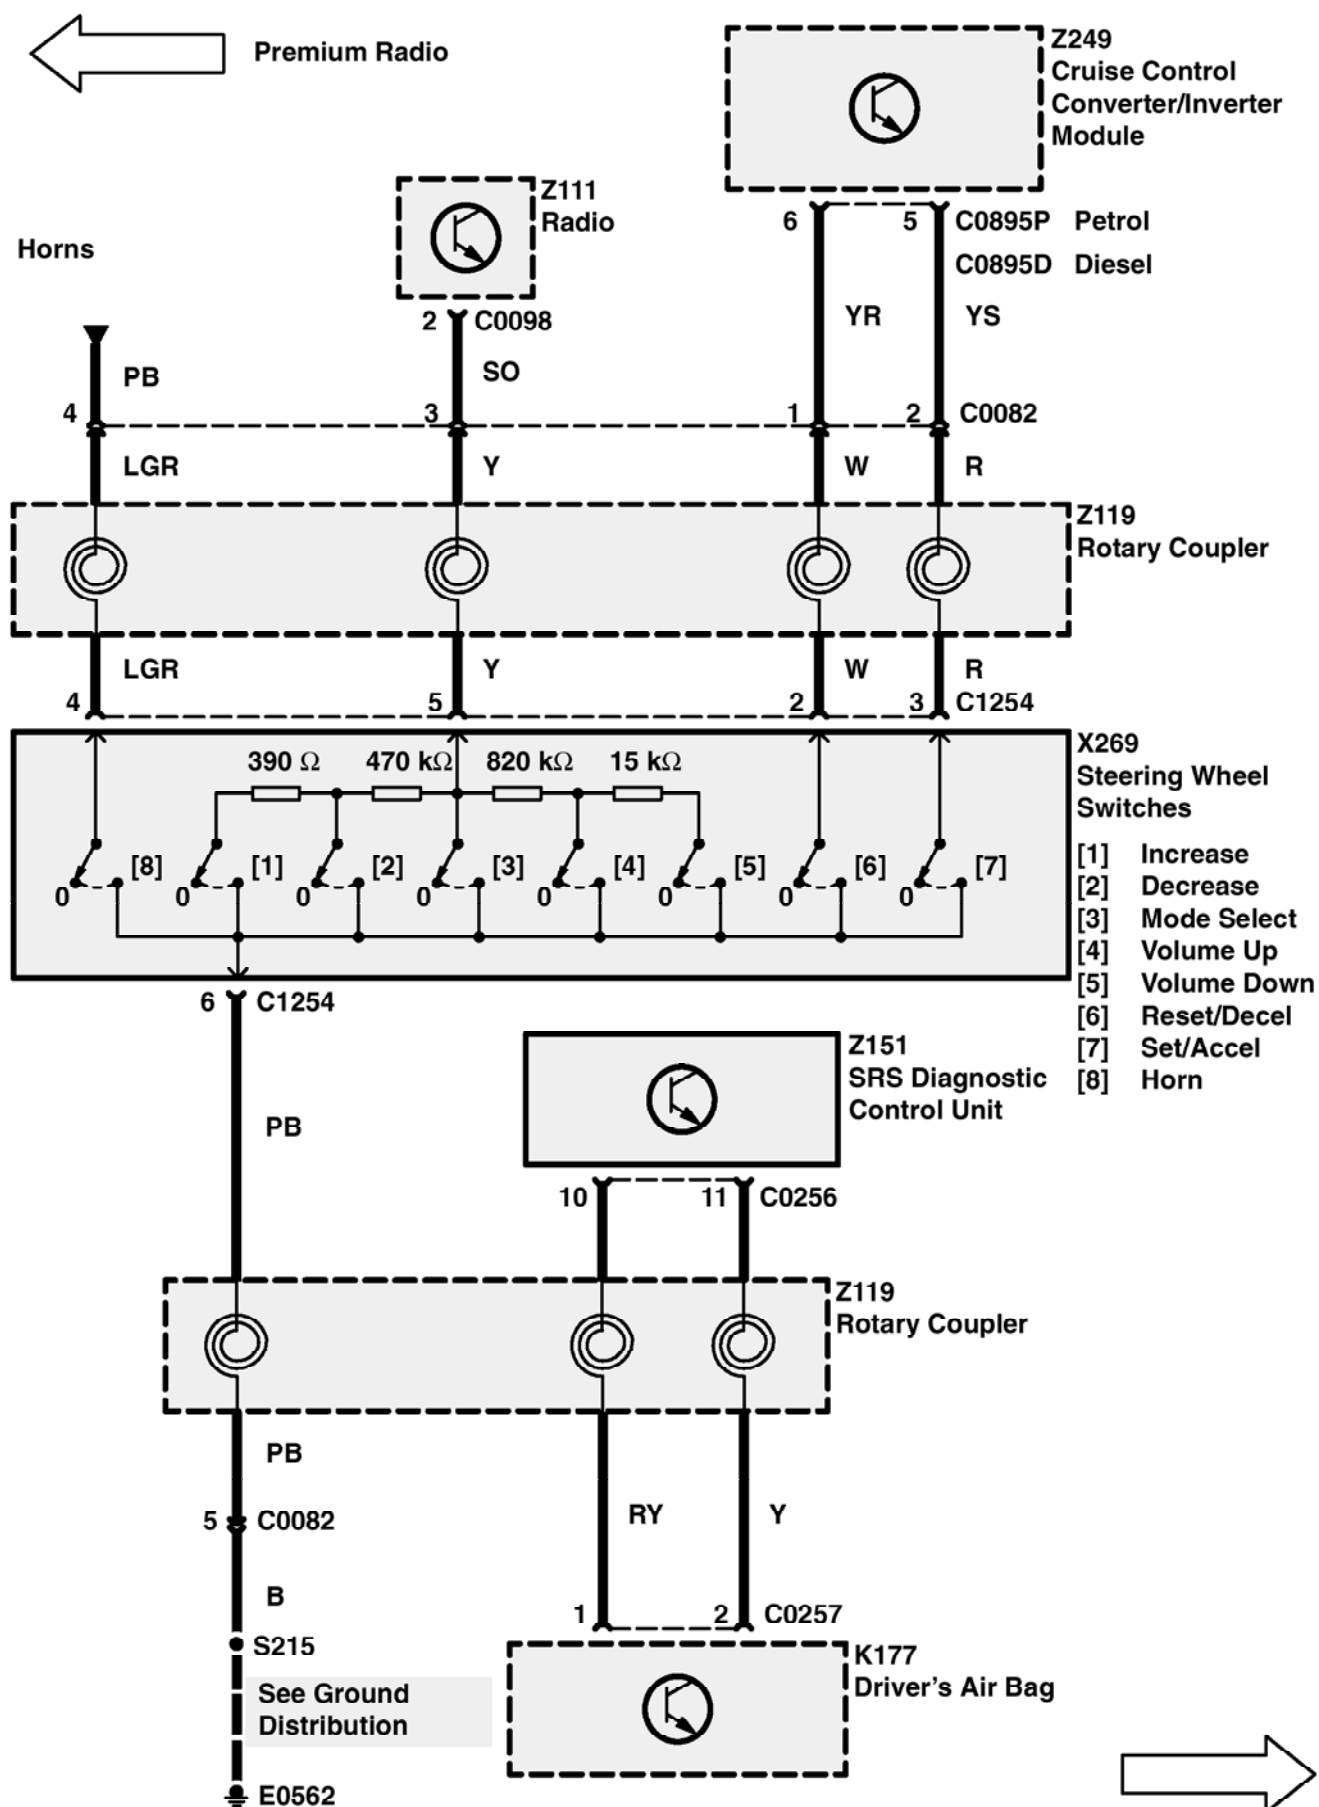 Premium Radio
Z249
Cruise Control
Converter/Inverter
Module
Z111
Radio
6 5 C0895P Petrol
C0895D Diesel
Horns
2 C0098
YR YS
PB SO
4 3 1 2 C0082
LGR Y W R
Z119
Rotary Coupler
LGR Y W R
4 5 2 3 C1254
X269
Steering Wheel
Switches
390 Ω 470 kΩ 820 kΩ 15 kΩ
[8] [1] [2] [3] [4] [5] [6] [7]
0 0 0 0 0 0 0 0
[1] Increase
[2] Decrease
[3] Mode Select
[4] Volume Up
[5] Volume Down
[6] Reset/Decel
[7] Set/Accel
[8] Horn
6 C1254
Z151
SRS Diagnostic
Control Unit
PB
10 11 C0256
Z119
Rotary Coupler
PB
RY Y
5 C0082
B
1 2 C0257
S215
See Ground
Distribution
K177
Driver's Air Bag
E0562